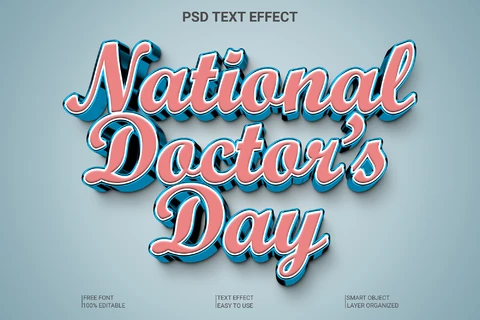 PSD TEXT EFFECT
National
Doctor's
Day
FREE FONT
100% EDITABLE
TEXT EFFECT
EASY TO USE
SMART OBJECT
LAYER ORGANIZED